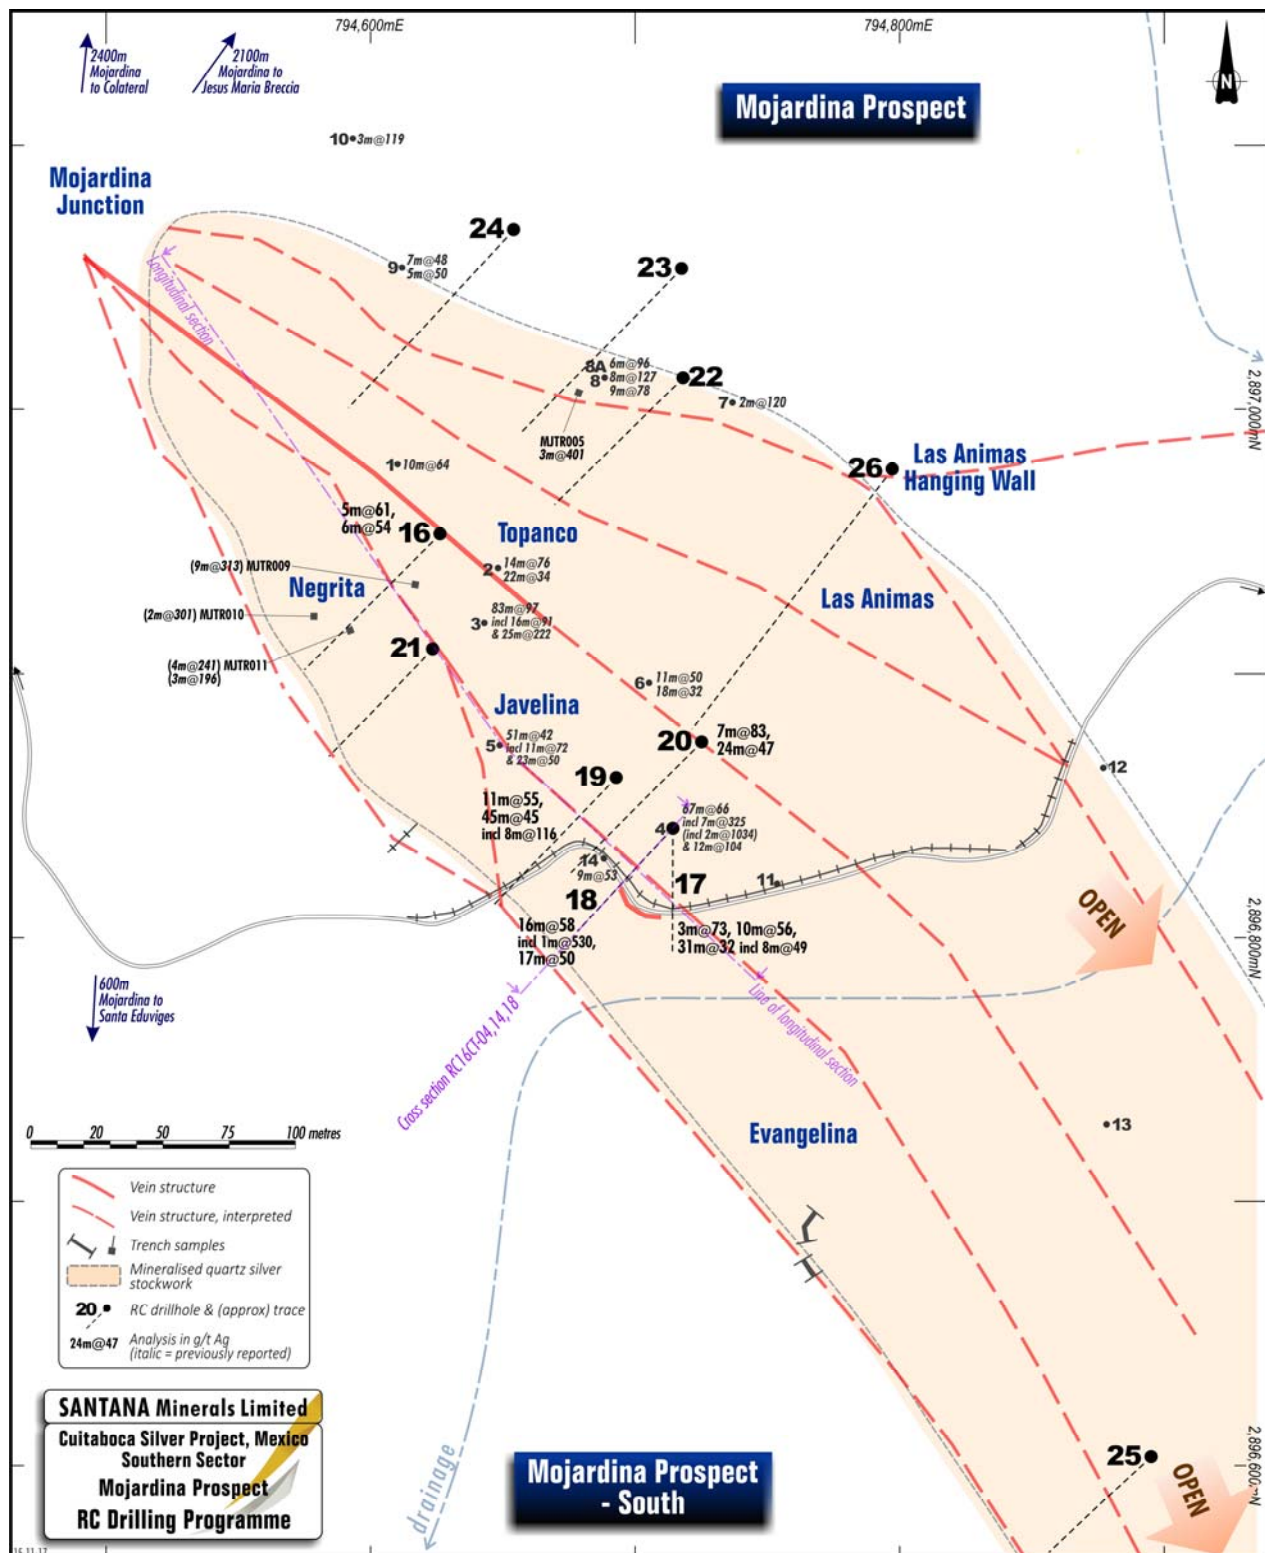 794,600mE
794,800mE
2400m
Mojardina
to Colateral
2100m
Mojardina to
Jesus Maria Breccia
N
Mojardina Prospect
10 3m@119
Mojardina
Junction
24
23
Longitudinal section
9 7m@48
5m@50
8A 6m@96
8 8m@127
9m@78
22
7 2m@120
2,897,000mN
MJTR005
3m@401
1 10m@64
26
Las Animas
Hanging Wall
5m@61,
6m@54
16
Topanco
2 14m@76
22m@34
(9m@313) MJTR009
Negrita
Las Animas
(2m@301) MJTR010
3 83m@97
incl 16m@91
& 25m@222
21
(4m@241) MJTR011
(3m@196)
6 11m@50
18m@32
Javelina
5 51m@42
incl 11m@72
& 23m@50
20 7m@83,
24m@47
19
12
11m@55,
45m@45
incl 8m@116
4 67m@66
incl 7m@325
(incl 2m@1034)
& 12m@104
14
9m@53
17
11
18
OPEN
16m@58
incl 1m@530,
17m@50
3m@73, 10m@56,
31m@32 incl 8m@49
2,896,800mN
600m
Mojardina to
Santa Eduviges
Line of longitudinal section
Cross section RC16CT-04,14,18
13
Evangelina
0 20 50 75 100 metres
Vein structure
Vein structure, interpreted
Trench samples
Mineralised quartz silver
stockwork
20 RC drillhole & (approx) trace
24m@47 Analysis in g/t Ag
(italic = previously reported)
SANTANA Minerals Limited
Cuitaboca Silver Project, Mexico
Southern Sector
Mojardina Prospect
RC Drilling Programme
drainage
Mojardina Prospect
- South
25
OPEN
2,896,600mN